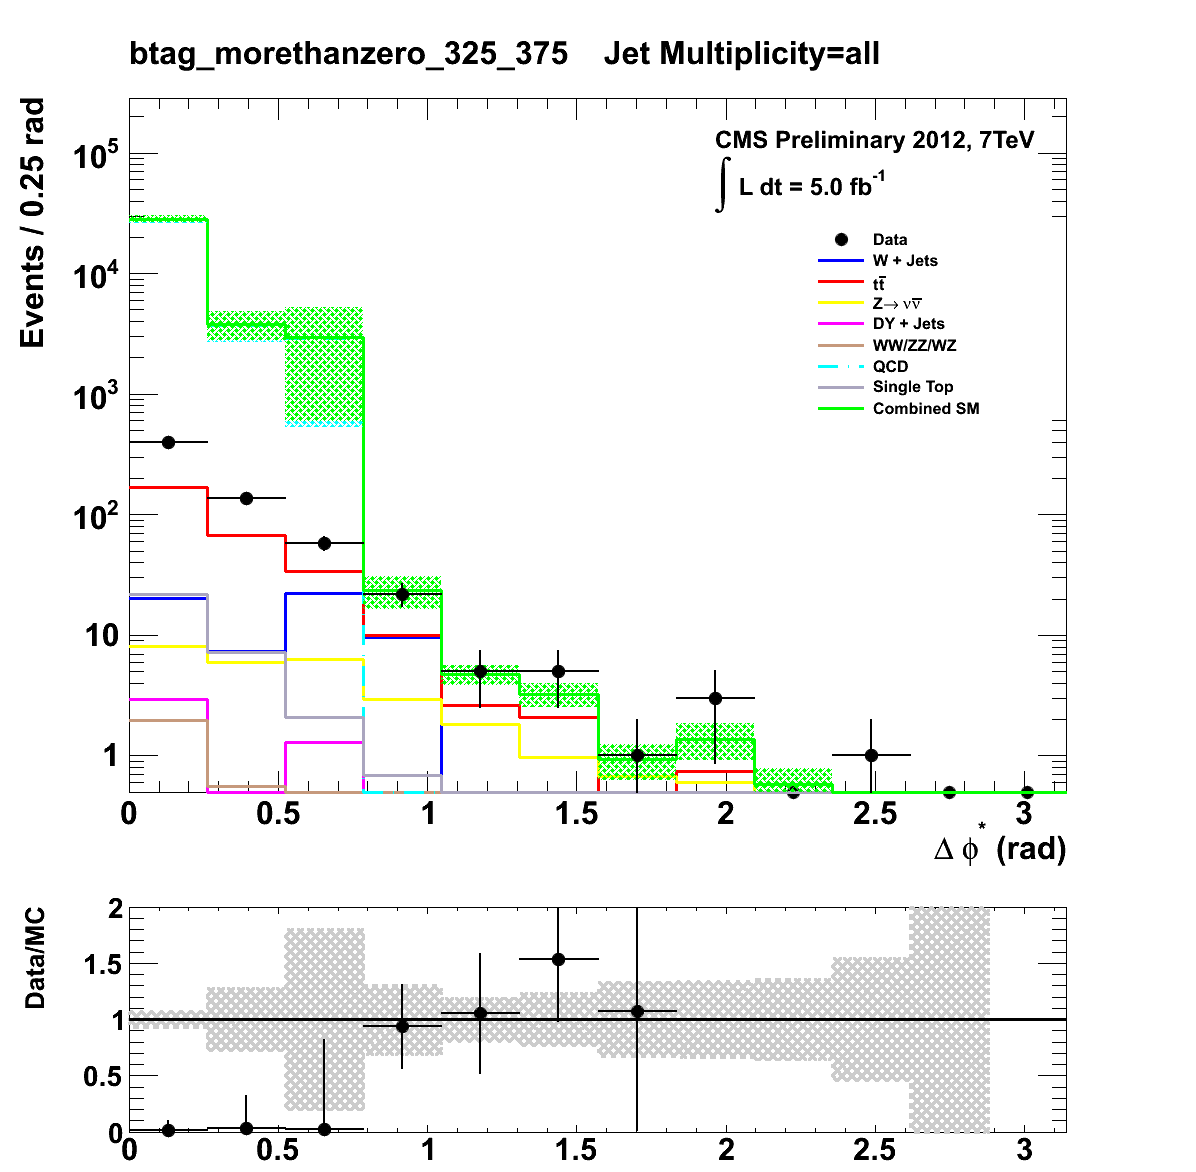 btag_morethanzero_325_375 Jet Multiplicity=all
Events / 0.25 rad
CMS Preliminary 2012, 7TeV
∫ L dt = 5.0 fb⁻¹
Data
W + Jets
tt̅
Z→ νν̅
DY + Jets
WW/ZZ/WZ
QCD
Single Top
Combined SM
10⁵
10⁴
10³
10²
10
1
0 0.5 1 1.5 2 2.5 3
Δ ϕ* (rad)
Data/MC
2
1.5
1
0.5
0
0 0.5 1 1.5 2 2.5 3